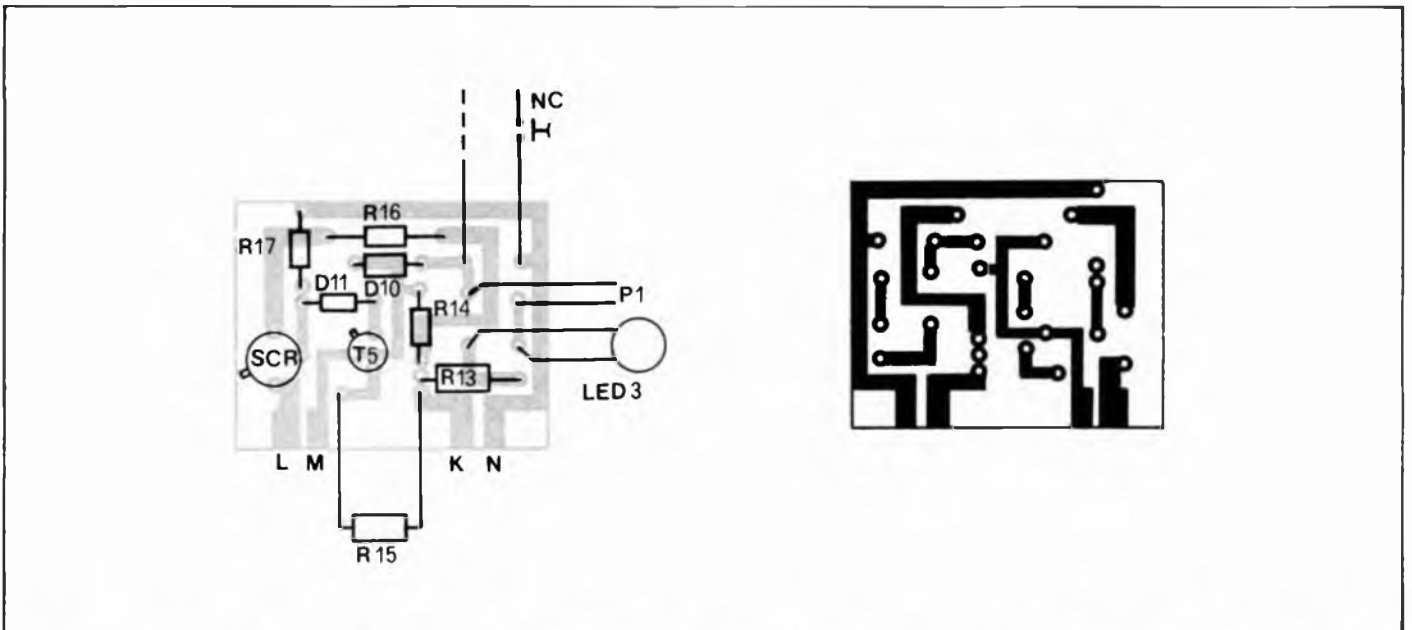 NC
R16
R17
D11
D10
R14
P1
SCR
T5
R13
LED 3
L M K N
R 15